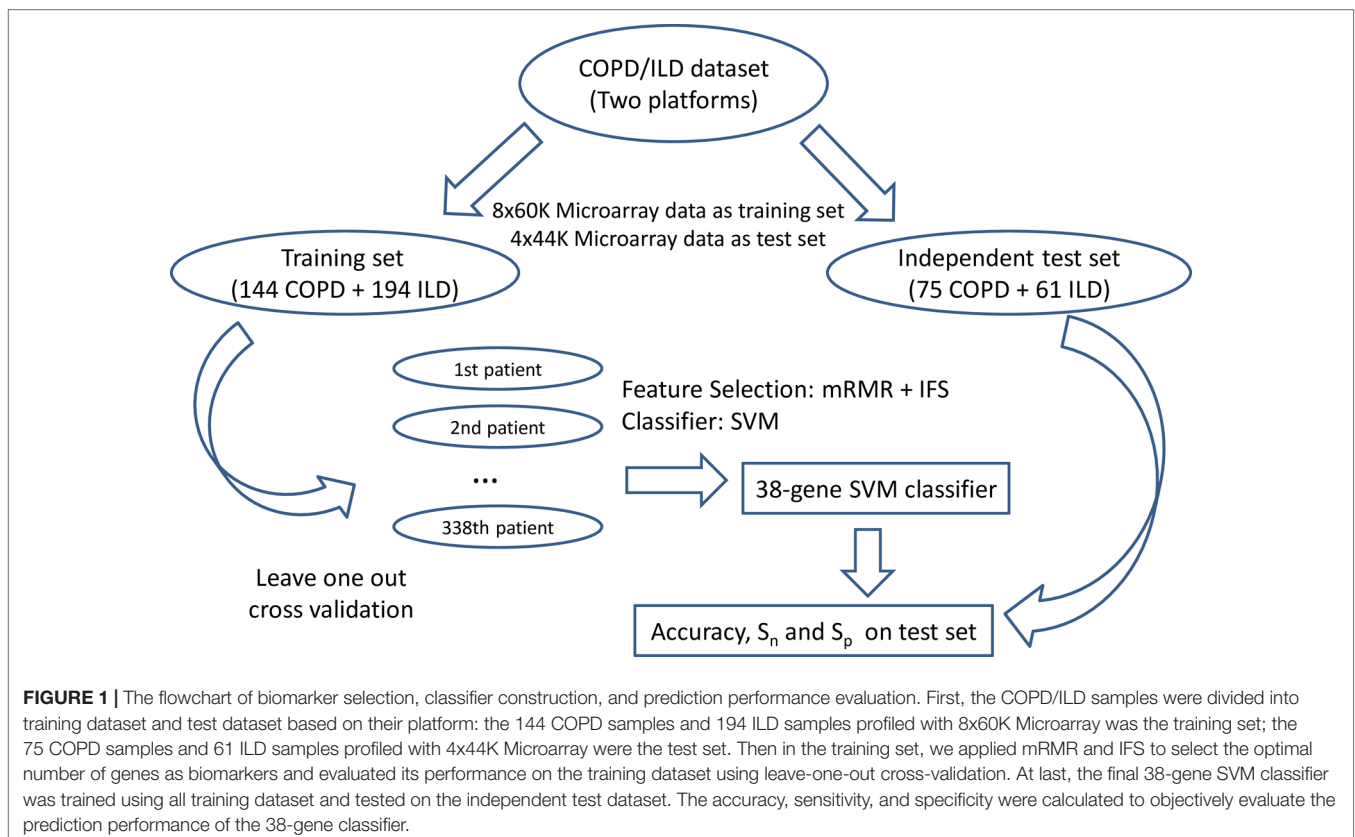 COPD/ILD dataset
(Two platforms)
8x60K Microarray data as training set
4x44K Microarray data as test set
Training set
(144 COPD + 194 ILD)
Independent test set
(75 COPD + 61 ILD)
1st patient
2nd patient
...
338th patient
Feature Selection: mRMR + IFS
Classifier: SVM
38-gene SVM classifier
Leave one out
cross validation
Accuracy, Sn and Sp on test set
FIGURE 1 | The flowchart of biomarker selection, classifier construction, and prediction performance evaluation. First, the COPD/ILD samples were divided into
training dataset and test dataset based on their platform: the 144 COPD samples and 194 ILD samples profiled with 8x60K Microarray was the training set; the
75 COPD samples and 61 ILD samples profiled with 4x44K Microarray were the test set. Then in the training set, we applied mRMR and IFS to select the optimal
number of genes as biomarkers and evaluated its performance on the training dataset using leave-one-out cross-validation. At last, the final 38-gene SVM classifier
was trained using all training dataset and tested on the independent test dataset. The accuracy, sensitivity, and specificity were calculated to objectively evaluate the
prediction performance of the 38-gene classifier.